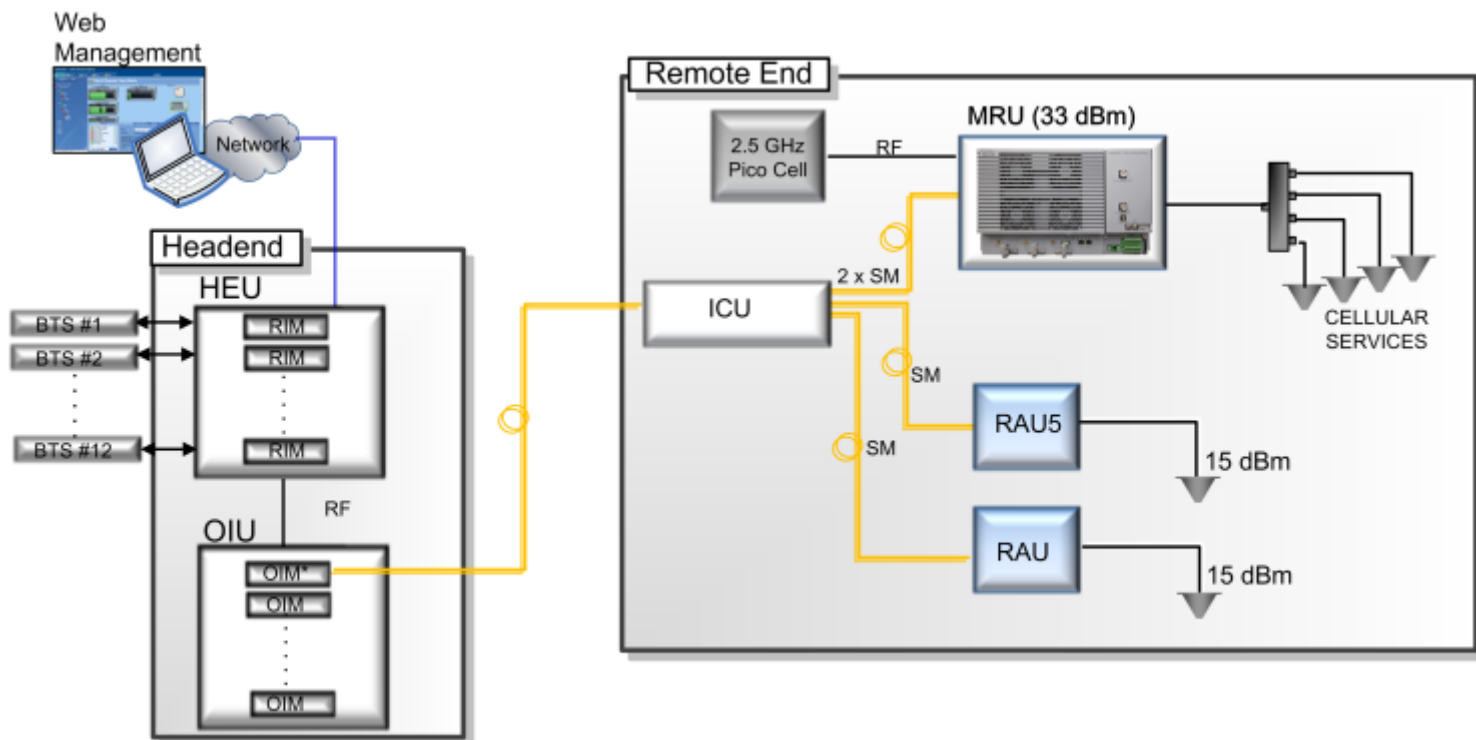 Web
Management
Network
Headend
HEU
RIM
RIM
RIM
BTS #1
BTS #2
BTS #12
RF
OIU
OIM*
OIM
OIM
Remote End
2.5 GHz
Pico Cell
RF
MRU (33 dBm)
2 x SM
ICU
CELLULAR
SERVICES
SM
RAU5
15 dBm
SM
RAU
15 dBm